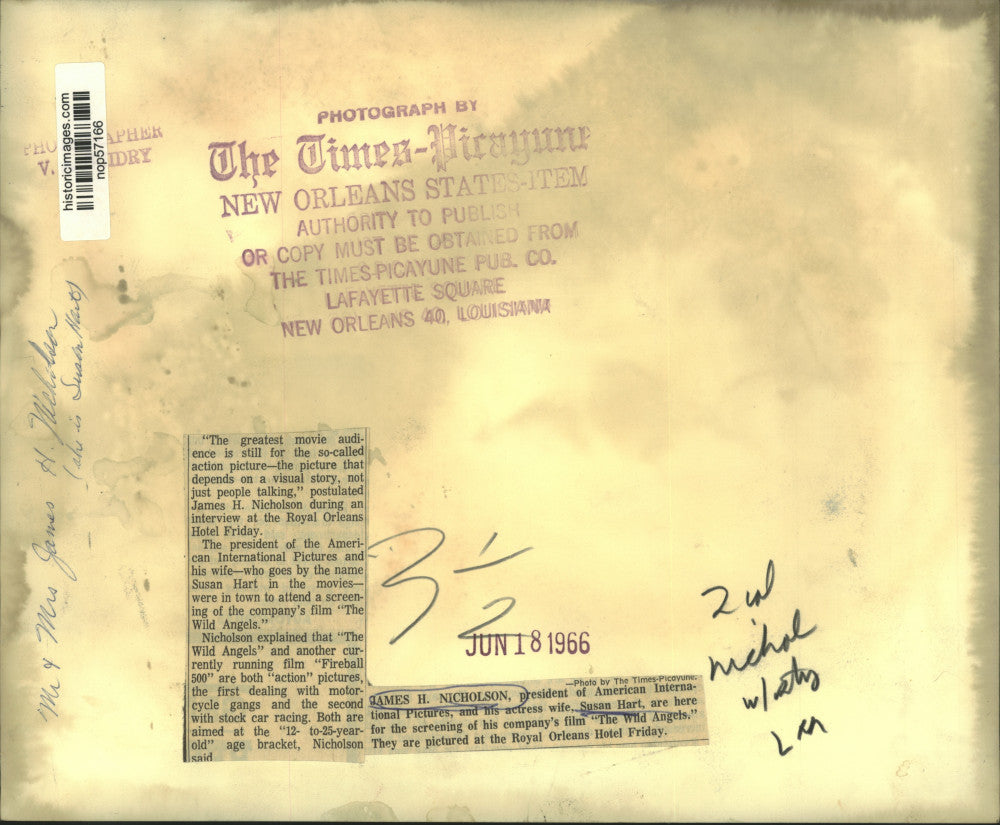 historicimages.com
nop57166
PHOTOGRAPH BY
The Times-Picayune
NEW ORLEANS STATES-ITEM
AUTHORITY TO PUBLISH
OR COPY MUST BE OBTAINED FROM
THE TIMES-PICAYUNE PUB. CO.
LAFAYETTE SQUARE
NEW ORLEANS 40, LOUISIANA
Mr & Mrs James H. Nicholson
(she is Susan Hart)
"The greatest movie audi-
ence is still for the so-called
action picture—the picture that
depends on a visual story, not
just people talking," postulated
James H. Nicholson during an
interview at the Royal Orleans
Hotel Friday.
The president of the Ameri-
can International Pictures and
his wife—who goes by the name
Susan Hart in the movies—
were in town to attend a screen-
ing of the company's film "The
Wild Angels."
Nicholson explained that "The
Wild Angels" and another cur-
rently running film "Fireball
500" are both "action" pictures,
the first dealing with motor-
cycle gangs and the second
with stock car racing. Both are
aimed at the "12- to-25-year-
old" age bracket, Nicholson
said
3 1/2
JUN 18 1966
—Photo by The Times-Picayune.
JAMES H. NICHOLSON, president of American Interna-
tional Pictures, and his actress wife, Susan Hart, are here
for the screening of his company's film "The Wild Angels."
They are pictured at the Royal Orleans Hotel Friday.
2 col
nichol
w/